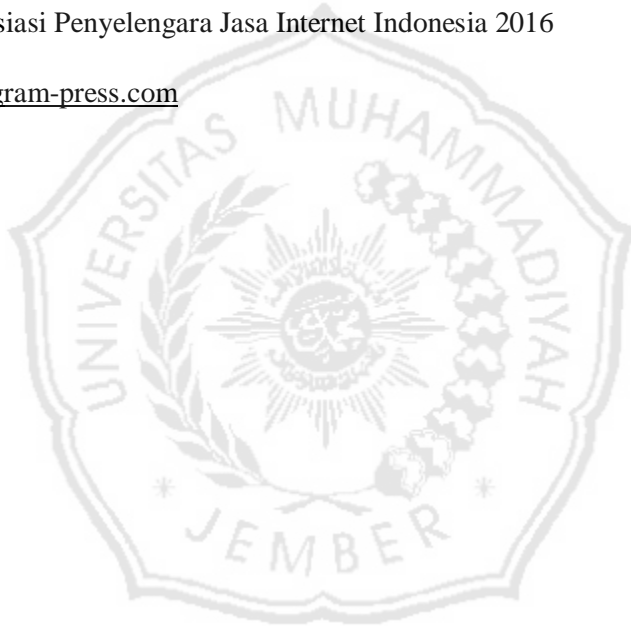 siasi Penyelengara Jasa Internet Indonesia 2016
gram-press.com
UNIVERSITAS MUHAMMADIYAH
JEMBER